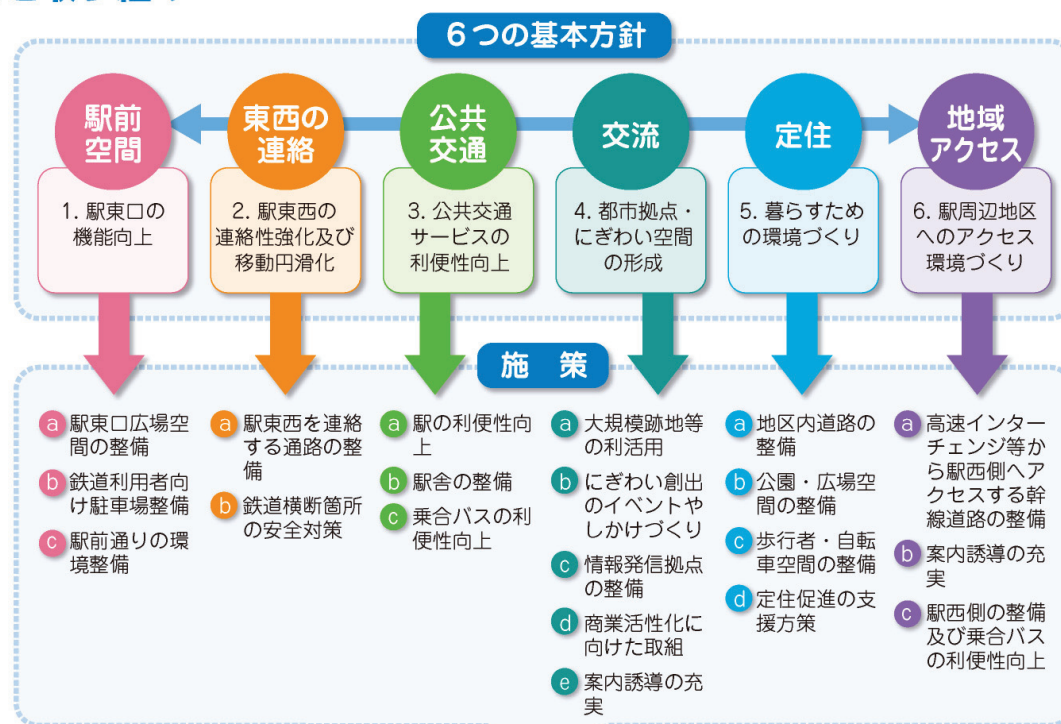 6つの基本方針
駅前
空間
東西の
連絡
公共
交通
交流
定住
地域
アクセス
1. 駅東口の
機能向上
2. 駅東西の
連絡性強化及び
移動円滑化
3. 公共交通
サービスの
利便性向上
4. 都市拠点・
にぎわい空間
の形成
5. 暮らすため
の環境づくり
6. 駅周辺地区
へのアクセス
環境づくり
施 策
a 駅東口広場空
間の整備
b 鉄道利用者向
け駐車場整備
c 駅前通りの環
境整備
a 駅東西を連絡
する通路の整
備
b 鉄道横断箇所
の安全対策
a 駅の利便性向
上
b 駅舎の整備
c 乗合バスの利
便性向上
a 大規模跡地等
の利活用
b にぎわい創出
のイベントや
しかけづくり
c 情報発信拠点
の整備
d 商業活性化に
向けた取組
e 案内誘導の充
実
a 地区内道路の
整備
b 公園・広場空
間の整備
c 歩行者・自転
車空間の整備
d 定住促進の支
援方策
a 高速インター
チェンジ等か
ら駅西側へア
クセスする幹
線道路の整備
b 案内誘導の充
実
c 駅西側の整備
及び乗合バス
の利便性向上